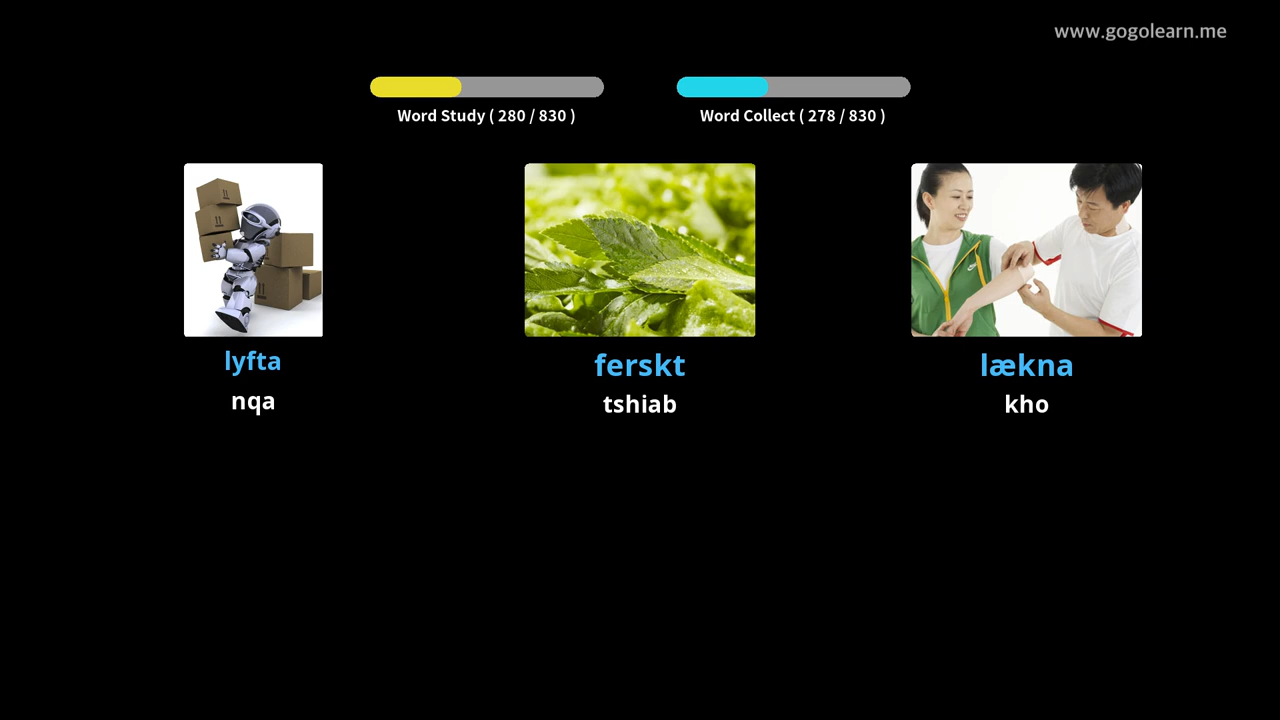 www.gogolearn.me
Word Study ( 280 / 830 )
Word Collect ( 278 / 830 )
lyfta
nqa
ferskt
tshiab
lækna
kho